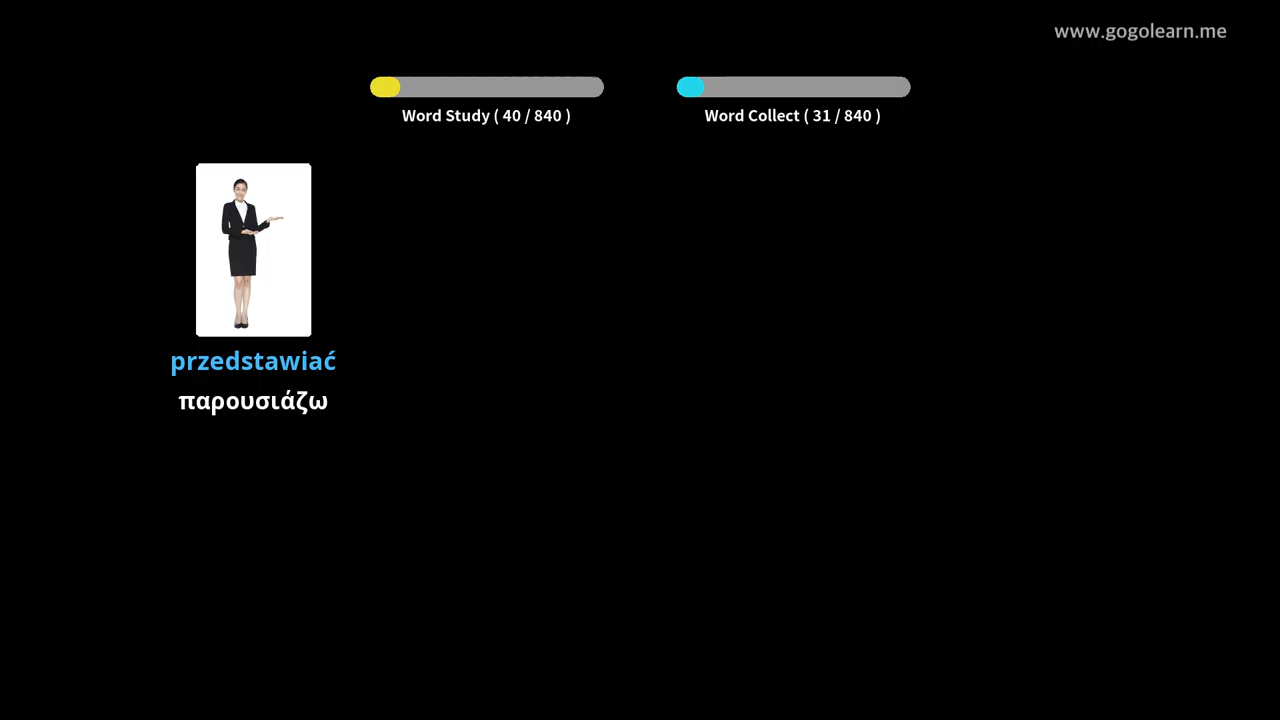 www.gogolearn.me
Word Study ( 40 / 840 )
Word Collect ( 31 / 840 )
przedstawiać
παρουσιάζω